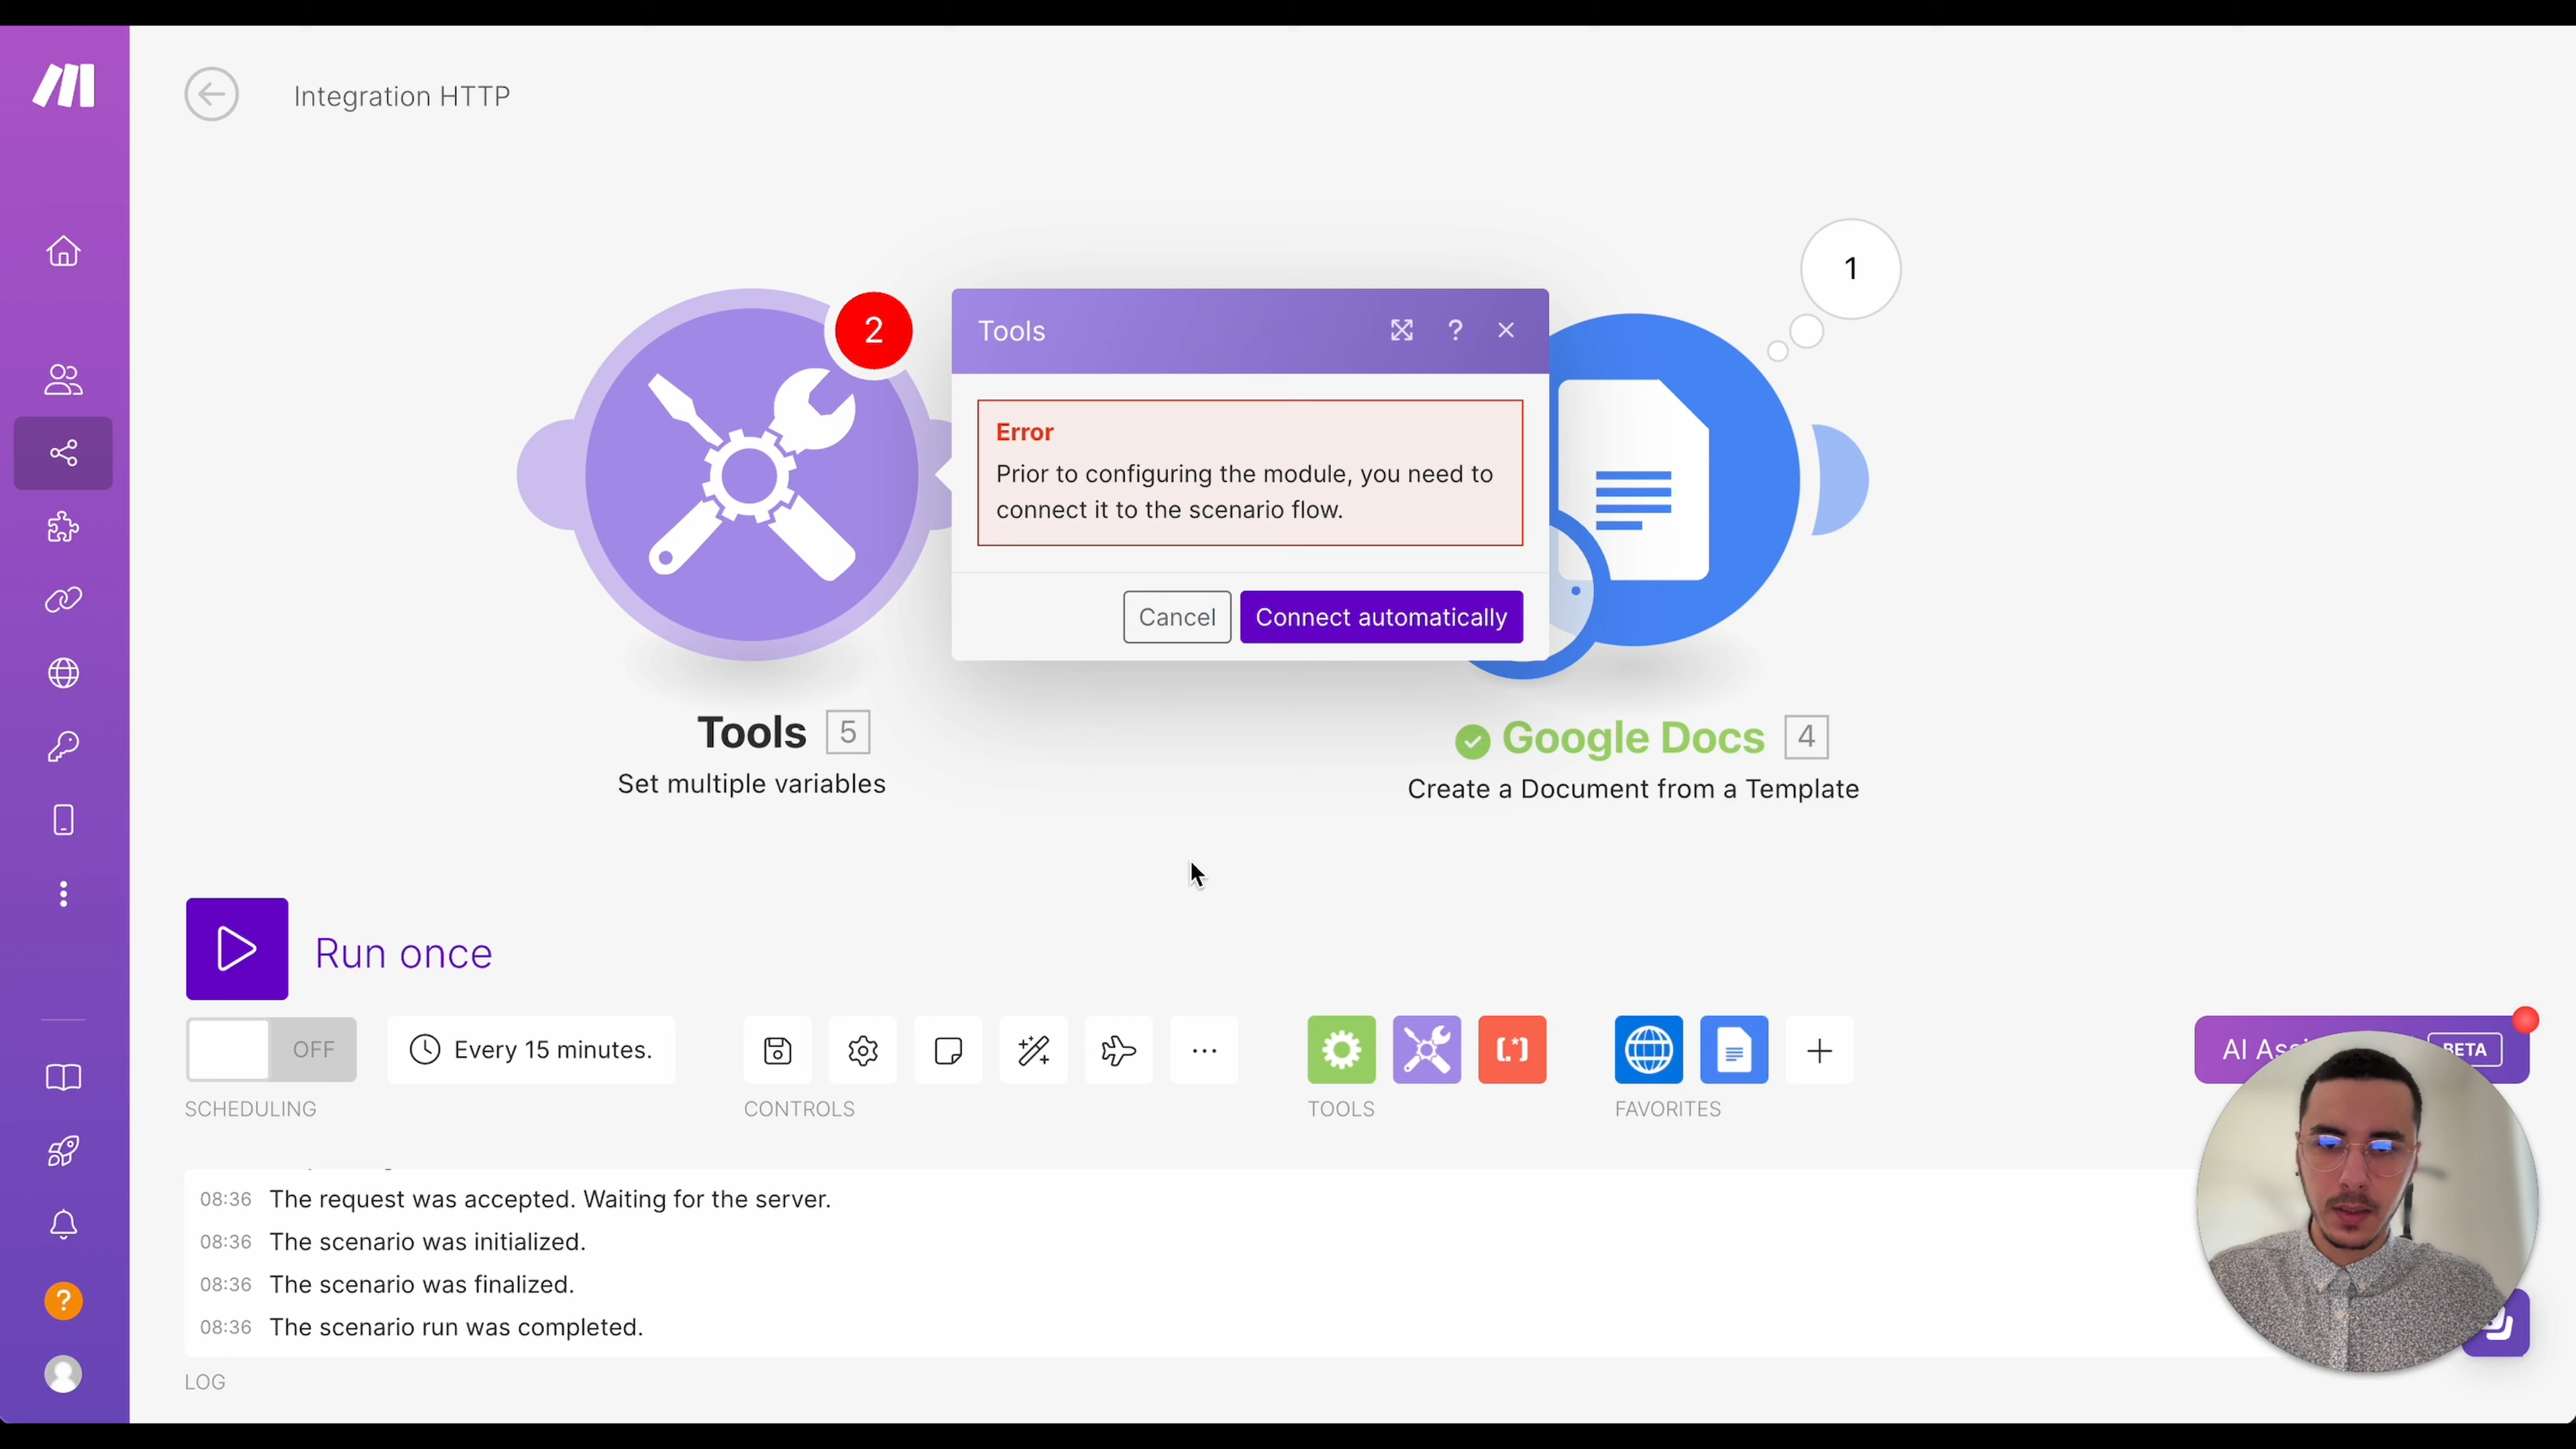 Integration HTTP
1
2
Tools
?
Error
Prior to configuring the module, you need to
connect it to the scenario flow.
Cancel
Connect automatically
Tools 5
Set multiple variables
Google Docs 4
Create a Document from a Template
Run once
OFF
Every 15 minutes.
AI Ass
BETA
SCHEDULING
CONTROLS
TOOLS
FAVORITES
08:36 The request was accepted. Waiting for the server.
08:36 The scenario was initialized.
08:36 The scenario was finalized.
08:36 The scenario run was completed.
?
LOG